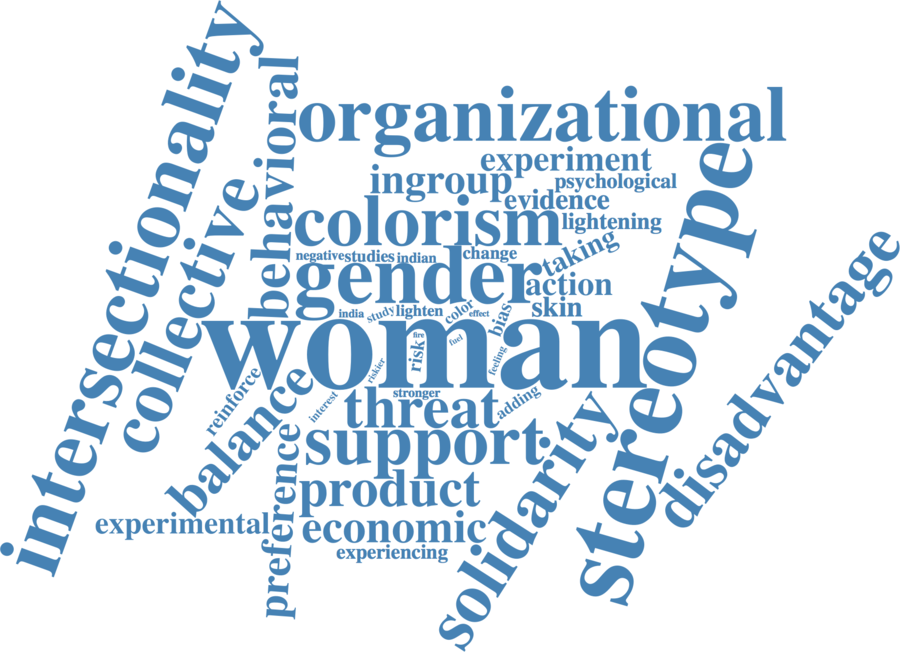 intersectionality
collective
behavioral
organizational
experiment
ingroup
psychological
evidence
colorism
lightening
taking
negative
studies
indian
change
gender
action
skin
stereotype
disadvantage
india
study
lighten
color
effect
bias
woman
fire
fuel
risk
riskier
feeling
stronger
interest
adding
reinforce
balance
threat
support
solidarity
preference
product
experimental
economic
experiencing